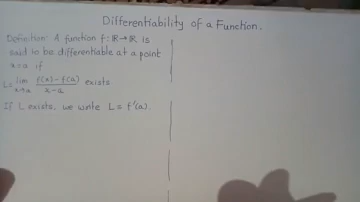 Differentiability of a Function.
Definition: A function f: ℝ→ℝ is
said to be differentiable at a point
x=a if
L= lim x→a f(x)-f(a) / x-a exists
If L exists, we write L = f'(a).